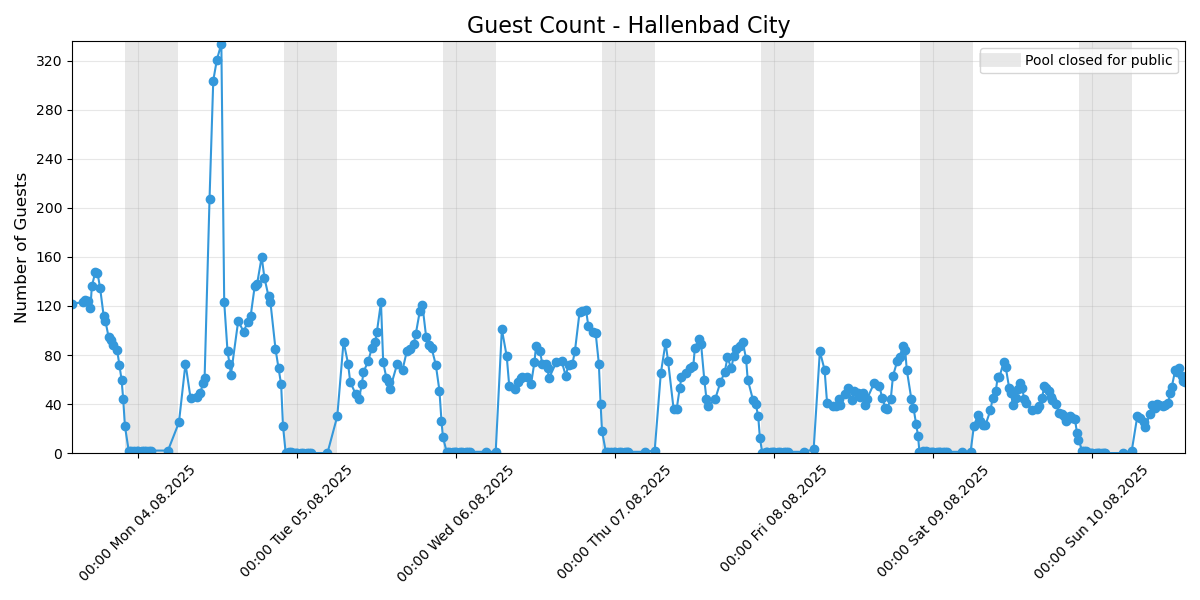 Guest Count - Hallenbad City
Pool closed for public
Number of Guests
320
280
240
200
160
120
80
40
0
00:00 Mon 04.08.2025
00:00 Tue 05.08.2025
00:00 Wed 06.08.2025
00:00 Thu 07.08.2025
00:00 Fri 08.08.2025
00:00 Sat 09.08.2025
00:00 Sun 10.08.2025